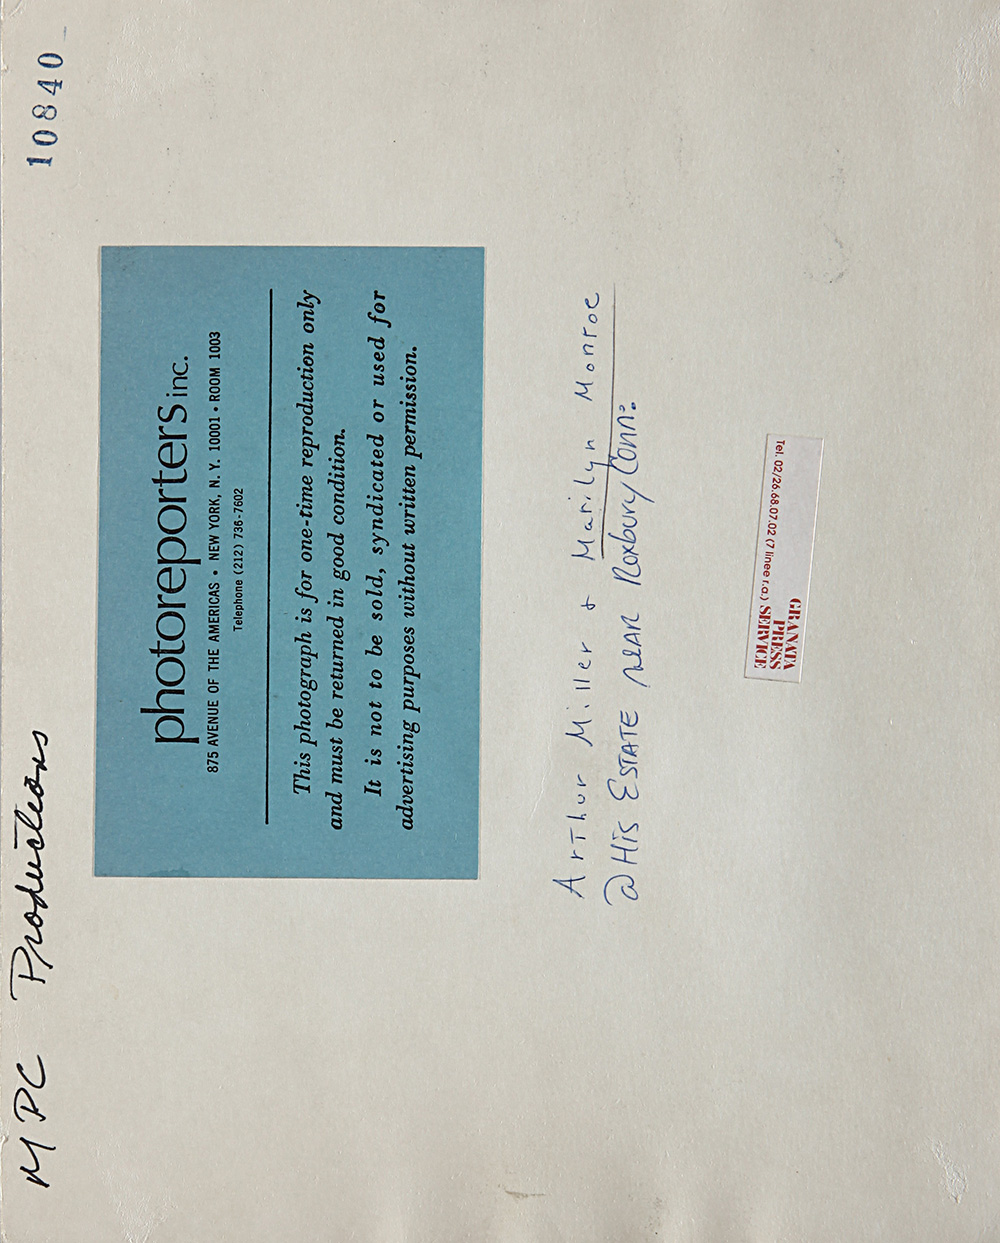 MPC Productions
10840
photoreporters inc.
875 AVENUE OF THE AMERICAS • NEW YORK, N. Y. 10001 • ROOM 1003
Telephone (212) 736-7602
This photograph is for one-time reproduction only
and must be returned in good condition.
It is not to be sold, syndicated or used for
advertising purposes without written permission.
Arthur Miller + Marilyn Monroe
@ His ESTATE NEAR Roxbury Conn.
Tel. 02/26.68.07.02 (7 linee r.a.)
GRANATA
PRESS
SERVICE